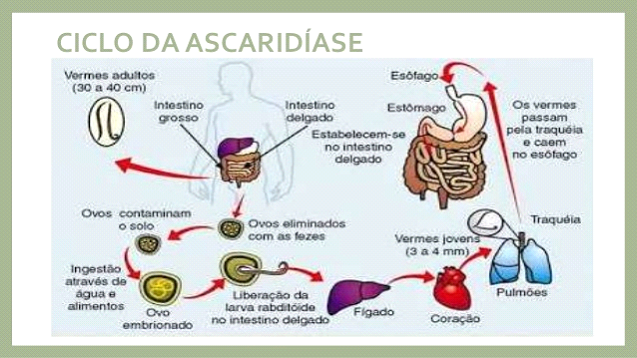 CICLO DA ASCARIDÍASE
Vermes adultos
(30 a 40 cm)
Intestino
grosso
Intestino
delgado
Esôfago
Estômago
Estabelecem-se
no intestino
delgado
Os vermes
passam
pela traquéia
e caem
no esôfago
Ovos contaminam
o solo
Ovos eliminados
com as fezes
Traquéia
Vermes jovens
(3 a 4 mm)
Ingestão
através de
água e
alimentos
Ovo
embrionado
Liberação da
larva rabditóide
no intestino delgado
Fígado
Coração
Pulmões